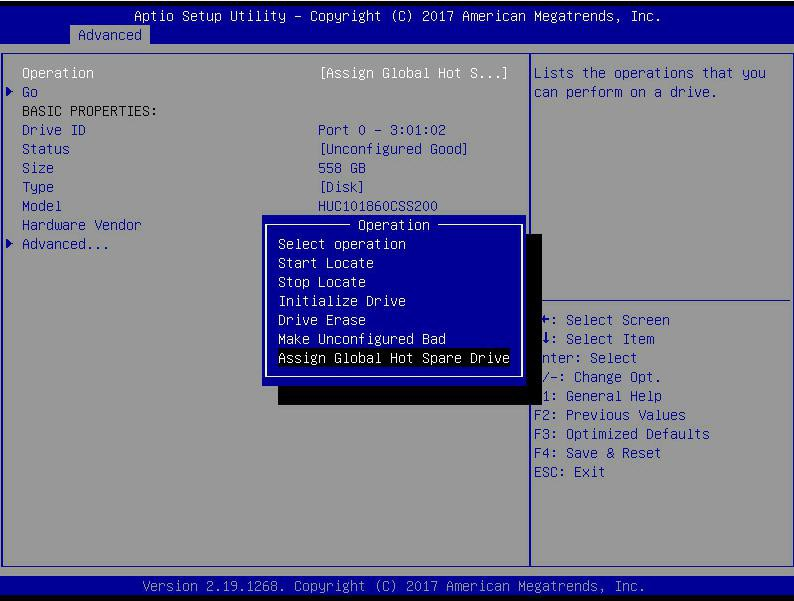 Aptio Setup Utility – Copyright (C) 2017 American Megatrends, Inc.
Advanced
Operation [Assign Global Hot S...]
Go
BASIC PROPERTIES:
Drive ID Port 0 – 3:01:02
Status [Unconfigured Good]
Size 558 GB
Type [Disk]
Model HUC101860CSS200
Hardware Vendor
Advanced...
Operation
Select operation
Start Locate
Stop Locate
Initialize Drive
Drive Erase
Make Unconfigured Bad
Assign Global Hot Spare Drive
Lists the operations that you
can perform on a drive.
: Select Screen
: Select Item
nter: Select
/–: Change Opt.
1: General Help
F2: Previous Values
F3: Optimized Defaults
F4: Save & Reset
ESC: Exit
Version 2.19.1268. Copyright (C) 2017 American Megatrends, Inc.